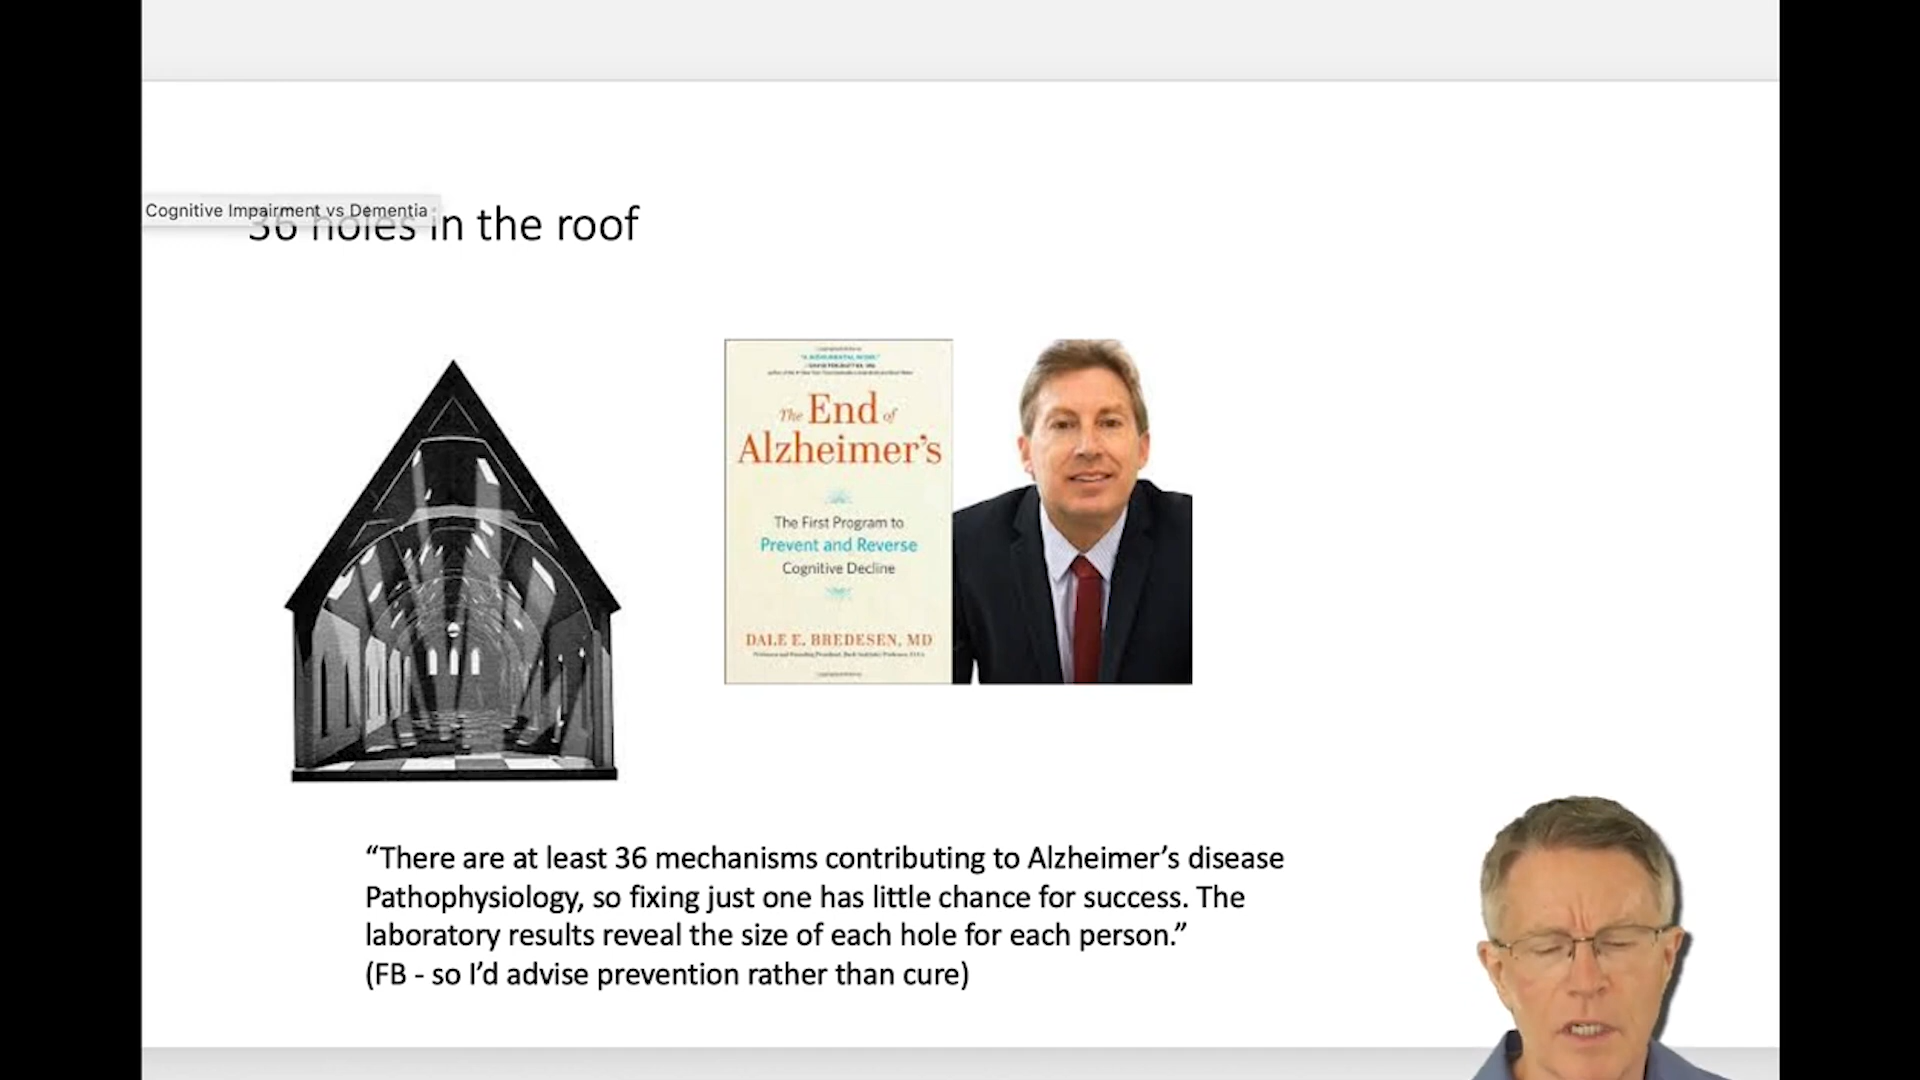 Cognitive Impairment vs Dementia
36 holes in the roof
The End of
Alzheimer's
The First Program to
Prevent and Reverse
Cognitive Decline
DALE E. BREDESEN, MD
“There are at least 36 mechanisms contributing to Alzheimer’s disease
Pathophysiology, so fixing just one has little chance for success. The
laboratory results reveal the size of each hole for each person.”
(FB - so I’d advise prevention rather than cure)